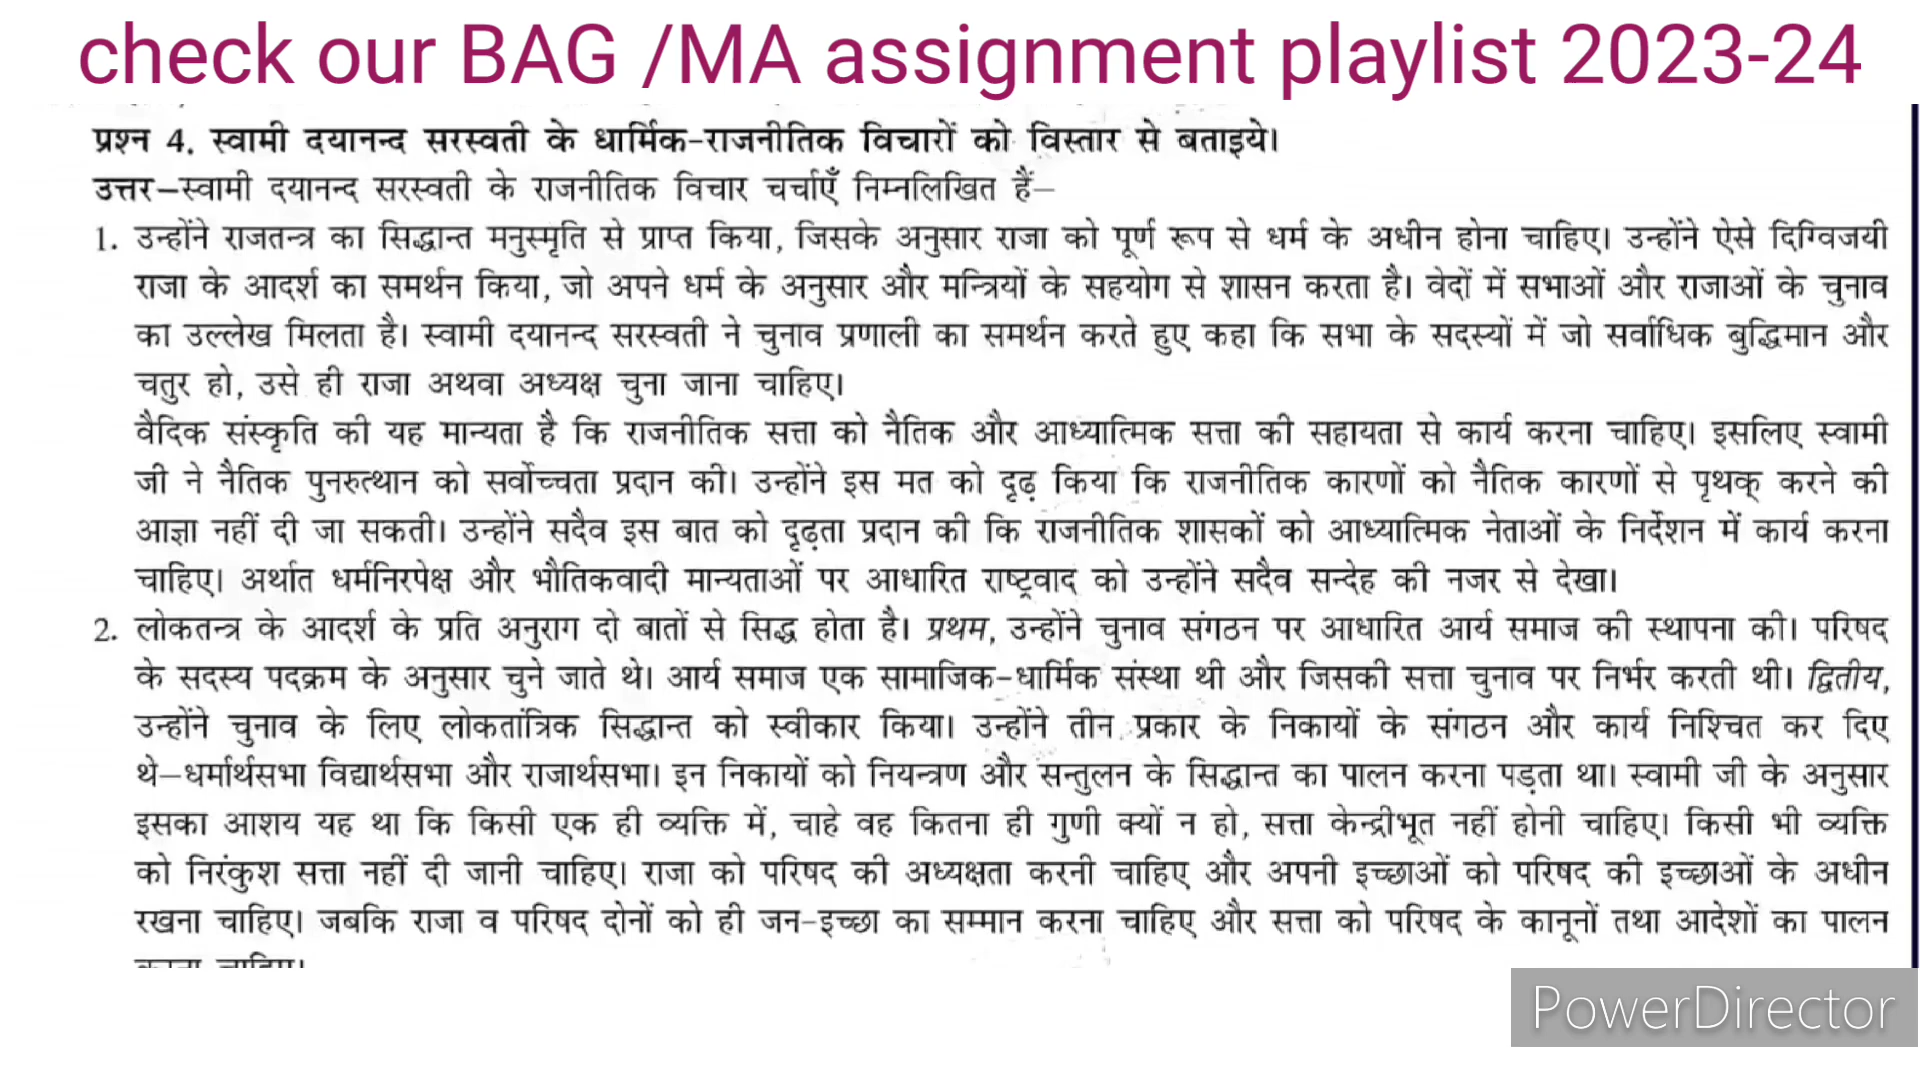 check our BAG /MA assignment playlist 2023-24
प्रश्न 4. स्वामी दयानन्द सरस्वती के धार्मिक-राजनीतिक विचारों को विस्तार से बताइये।
उत्तर–स्वामी दयानन्द सरस्वती के राजनीतिक विचार चर्चाएँ निम्नलिखित हैं–
1. उन्होंने राजतन्त्र का सिद्धान्त मनुस्मृति से प्राप्त किया, जिसके अनुसार राजा को पूर्ण रूप से धर्म के अधीन होना चाहिए। उन्होंने ऐसे दिग्विजयी
राजा के आदर्श का समर्थन किया, जो अपने धर्म के अनुसार और मन्त्रियों के सहयोग से शासन करता है। वेदों में सभाओं और राजाओं के चुनाव
का उल्लेख मिलता है। स्वामी दयानन्द सरस्वती ने चुनाव प्रणाली का समर्थन करते हुए कहा कि सभा के सदस्यों में जो सर्वाधिक बुद्धिमान और
चतुर हो, उसे ही राजा अथवा अध्यक्ष चुना जाना चाहिए।
वैदिक संस्कृति की यह मान्यता है कि राजनीतिक सत्ता को नैतिक और आध्यात्मिक सत्ता की सहायता से कार्य करना चाहिए। इसलिए स्वामी
जी ने नैतिक पुनरुत्थान को सर्वोच्चता प्रदान की। उन्होंने इस मत को दृढ़ किया कि राजनीतिक कारणों को नैतिक कारणों से पृथक् करने की
आज्ञा नहीं दी जा सकती। उन्होंने सदैव इस बात को दृढ़ता प्रदान की कि राजनीतिक शासकों को आध्यात्मिक नेताओं के निर्देशन में कार्य करना
चाहिए। अर्थात धर्मनिरपेक्ष और भौतिकवादी मान्यताओं पर आधारित राष्ट्रवाद को उन्होंने सदैव सन्देह की नजर से देखा।
2. लोकतन्त्र के आदर्श के प्रति अनुराग दो बातों से सिद्ध होता है। प्रथम, उन्होंने चुनाव संगठन पर आधारित आर्य समाज की स्थापना की। परिषद
के सदस्य पदक्रम के अनुसार चुने जाते थे। आर्य समाज एक सामाजिक-धार्मिक संस्था थी और जिसकी सत्ता चुनाव पर निर्भर करती थी। द्वितीय,
उन्होंने चुनाव के लिए लोकतांत्रिक सिद्धान्त को स्वीकार किया। उन्होंने तीन प्रकार के निकायों के संगठन और कार्य निश्चित कर दिए
थे–धर्मार्थसभा विद्यार्थसभा और राजार्थसभा। इन निकायों को नियन्त्रण और सन्तुलन के सिद्धान्त का पालन करना पड़ता था। स्वामी जी के अनुसार
इसका आशय यह था कि किसी एक ही व्यक्ति में, चाहे वह कितना ही गुणी क्यों न हो, सत्ता केन्द्रीभूत नहीं होनी चाहिए। किसी भी व्यक्ति
को निरंकुश सत्ता नहीं दी जानी चाहिए। राजा को परिषद की अध्यक्षता करनी चाहिए और अपनी इच्छाओं को परिषद की इच्छाओं के अधीन
रखना चाहिए। जबकि राजा व परिषद दोनों को ही जन-इच्छा का सम्मान करना चाहिए और सत्ता को परिषद के कानूनों तथा आदेशों का पालन
PowerDirector